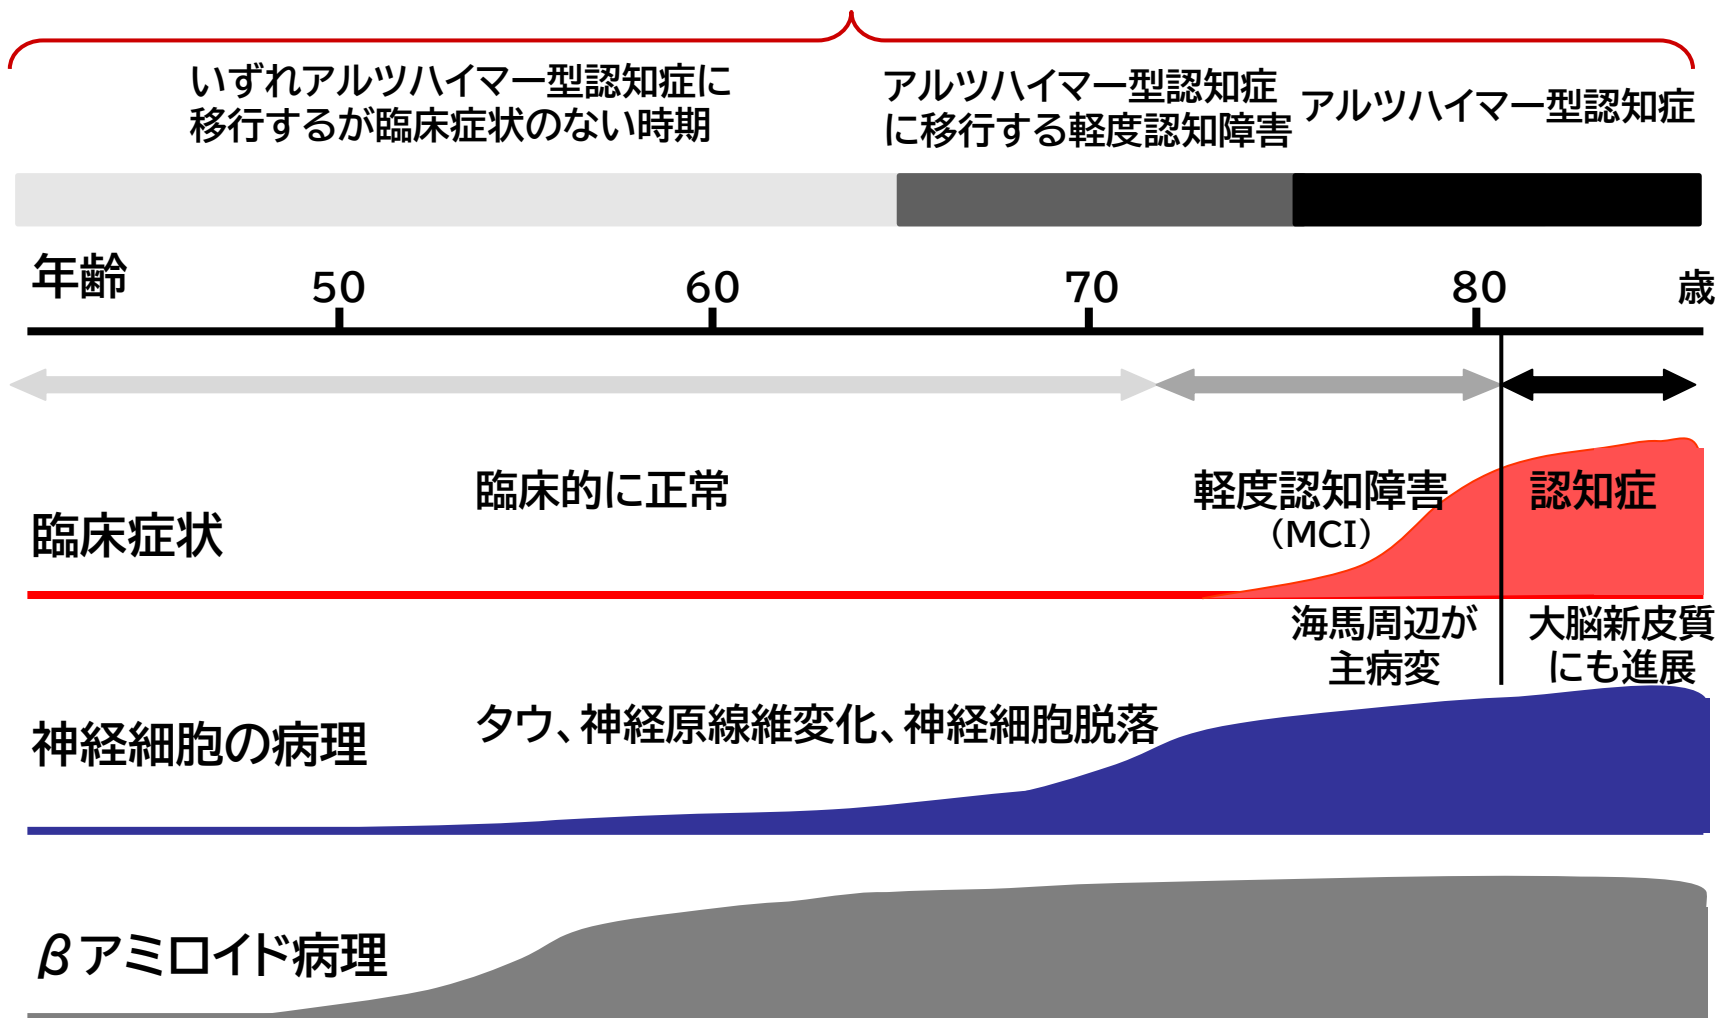 いずれアルツハイマー型認知症に
移行するが臨床症状のない時期
アルツハイマー型認知症
に移行する軽度認知障害
アルツハイマー型認知症
年齢
50
60
70
80
歳
臨床的に正常
軽度認知障害
（MCI）
認知症
臨床症状
海馬周辺が
主病変
大脳新皮質
にも進展
神経細胞の病理
タウ、神経原線維変化、神経細胞脱落
βアミロイド病理